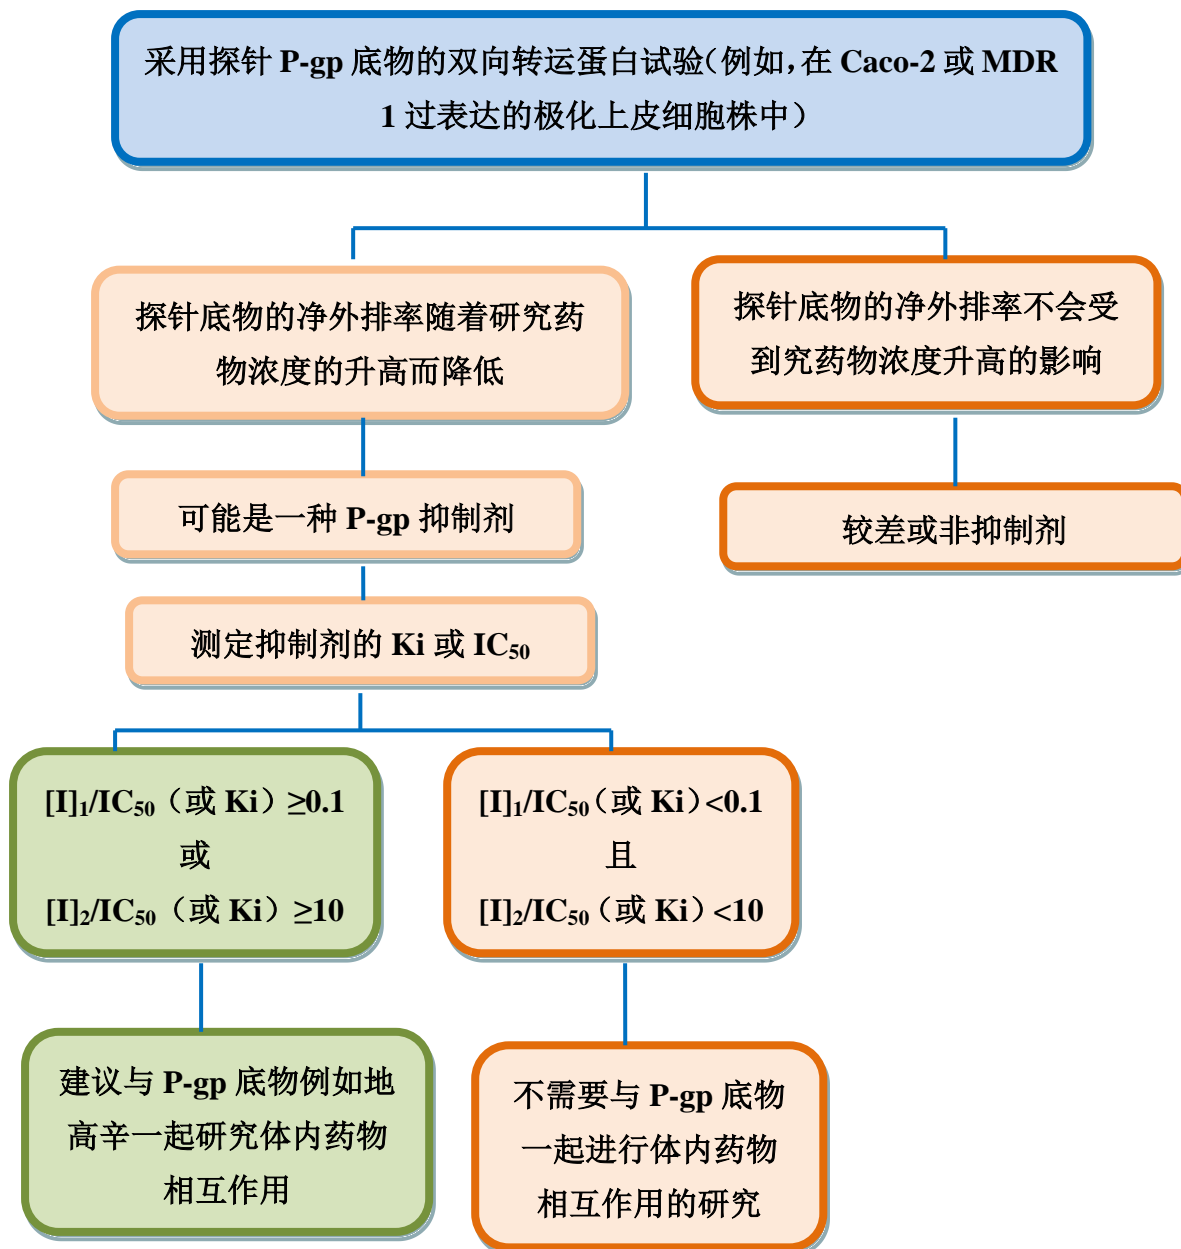 采用探针 P-gp 底物的双向转运蛋白试验（例如，在 Caco-2 或 MDR
1 过表达的极化上皮细胞株中）
探针底物的净外排率随着研究药
物浓度的升高而降低
探针底物的净外排率不会受
到究药物浓度升高的影响
可能是一种 P-gp 抑制剂
较差或非抑制剂
测定抑制剂的 Ki 或 IC50
[I]1/IC50（或 Ki）≥0.1
或
[I]2/IC50（或 Ki）≥10
[I]1/IC50（或 Ki）<0.1
且
[I]2/IC50（或 Ki）<10
建议与 P-gp 底物例如地
高辛一起研究体内药物
相互作用
不需要与 P-gp 底物
一起进行体内药物
相互作用的研究